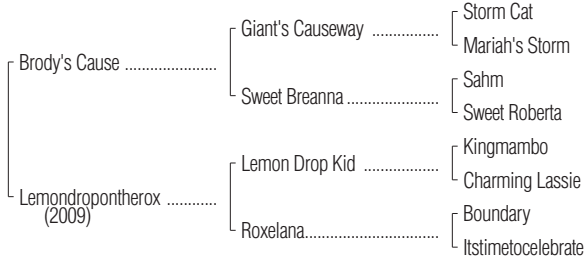 Storm Cat
Giant's Causeway ..................
Mariah's Storm
Brody's Cause ........................
Sahm
Sweet Breanna ........................
Sweet Roberta
Kingmambo
Lemon Drop Kid ....................
Charming Lassie
Lemondropontherox .............
(2009)
Boundary
Roxelana...................................
Itstimetocelebrate